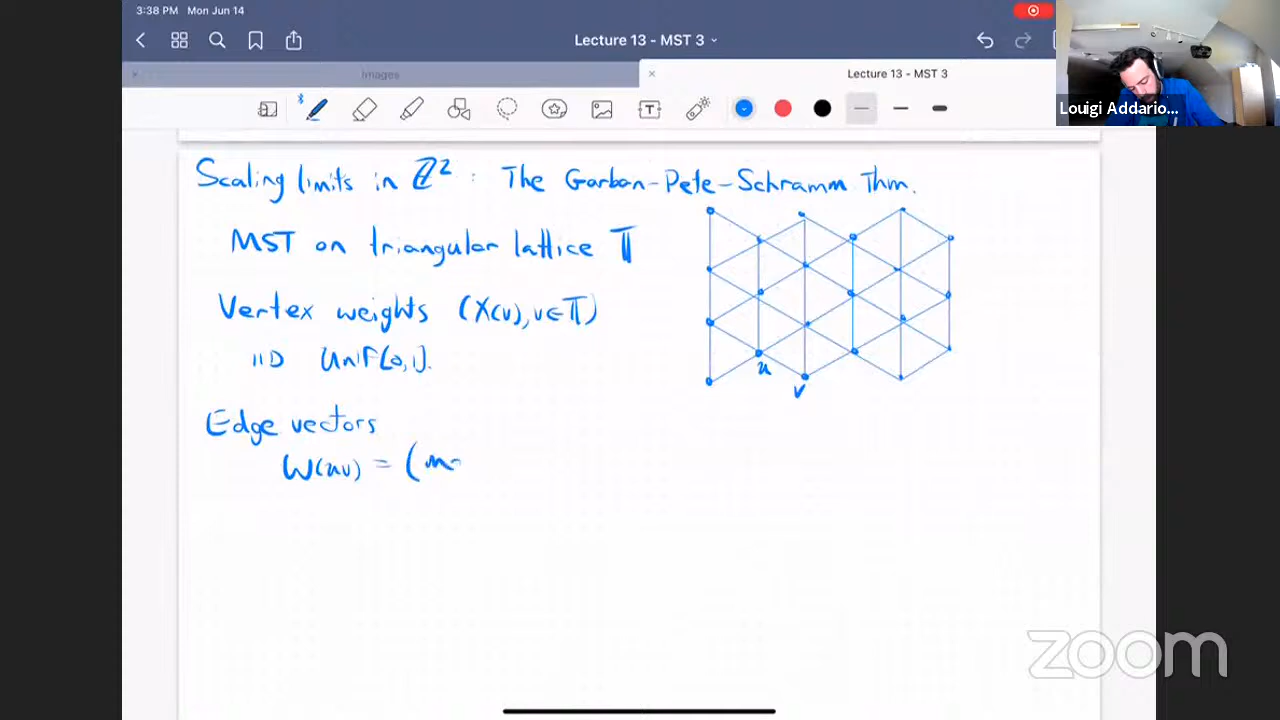 3:38 PM Mon Jun 14
Lecture 13 - MST 3
Images
Lecture 13 - MST 3
Louigi Addario...
Scaling limits in ℤ² : The Garban-Pete-Schramm Thm.
MST on triangular lattice 𝕋
Vertex weights (X(v), v∈𝕋)
IID Unif[0,1].
u
v
Edge vectors
W(uv) = (m
zoom